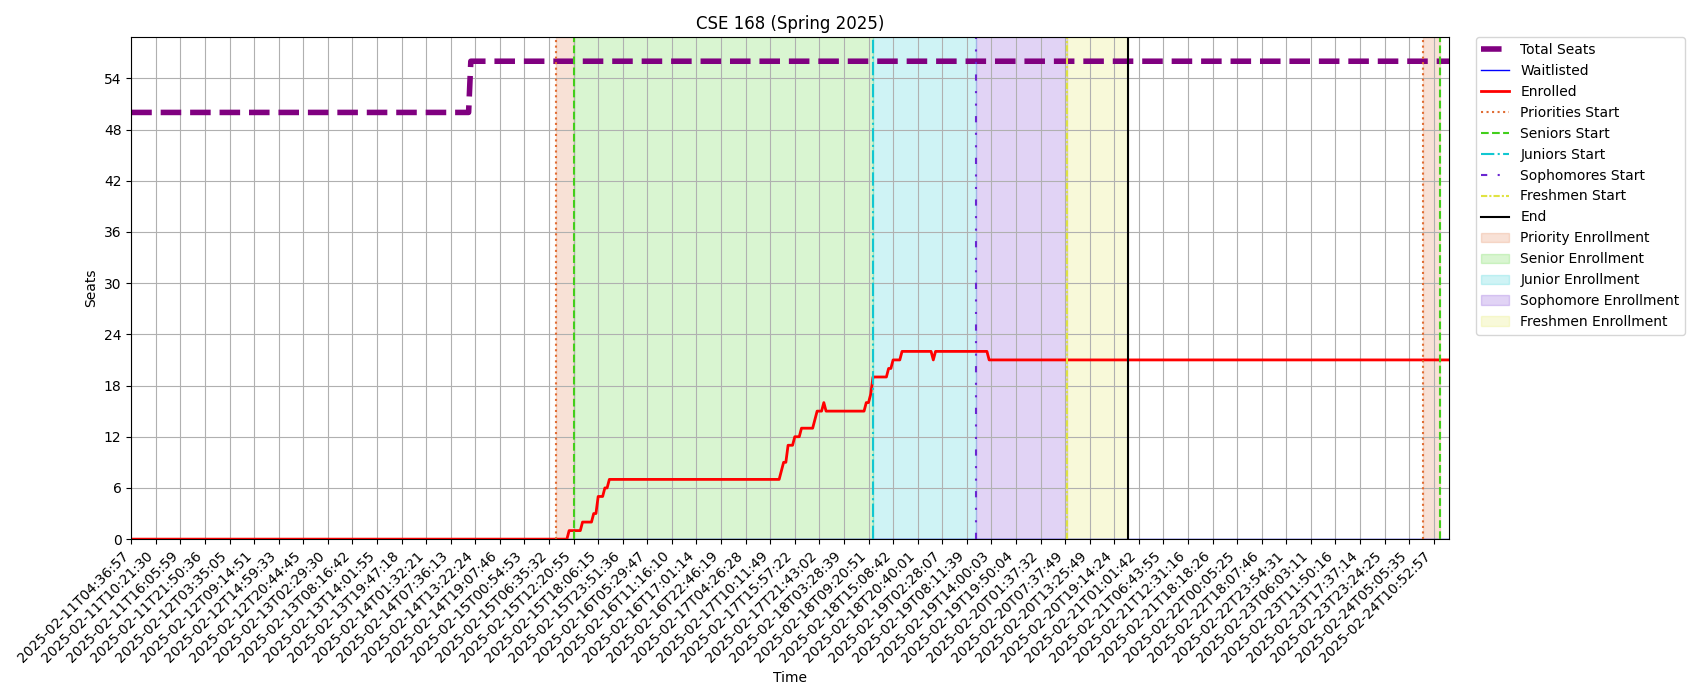 CSE 168 (Spring 2025)
Seats
54
48
42
36
30
24
18
12
6
0
2025-02-11T04:36:57
2025-02-11T10:21:30
2025-02-11T16:05:59
2025-02-11T21:50:36
2025-02-12T03:35:05
2025-02-12T09:14:51
2025-02-12T14:59:33
2025-02-12T20:44:45
2025-02-13T02:29:30
2025-02-13T08:16:42
2025-02-13T14:01:55
2025-02-13T19:47:18
2025-02-14T01:32:21
2025-02-14T07:36:13
2025-02-14T13:22:24
2025-02-14T19:07:46
2025-02-15T00:54:53
2025-02-15T06:35:32
2025-02-15T12:20:55
2025-02-15T18:06:15
2025-02-15T23:51:36
2025-02-16T05:29:47
2025-02-16T11:16:10
2025-02-16T17:01:14
2025-02-16T22:46:19
2025-02-17T04:26:28
2025-02-17T10:11:49
2025-02-17T15:57:22
2025-02-17T21:43:02
2025-02-18T03:28:39
2025-02-18T09:20:51
2025-02-18T15:08:42
2025-02-18T20:40:01
2025-02-19T02:28:07
2025-02-19T08:11:39
2025-02-19T14:00:03
2025-02-19T19:50:04
2025-02-20T01:37:32
2025-02-20T07:37:49
2025-02-20T13:25:49
2025-02-20T19:14:24
2025-02-21T01:01:42
2025-02-21T06:43:55
2025-02-21T12:31:16
2025-02-21T18:18:26
2025-02-22T00:05:25
2025-02-22T18:07:46
2025-02-22T23:54:31
2025-02-23T06:03:11
2025-02-23T11:50:16
2025-02-23T17:37:14
2025-02-23T23:24:25
2025-02-24T05:05:35
2025-02-24T10:52:57
Time
Total Seats
Waitlisted
Enrolled
Priorities Start
Seniors Start
Juniors Start
Sophomores Start
Freshmen Start
End
Priority Enrollment
Senior Enrollment
Junior Enrollment
Sophomore Enrollment
Freshmen Enrollment